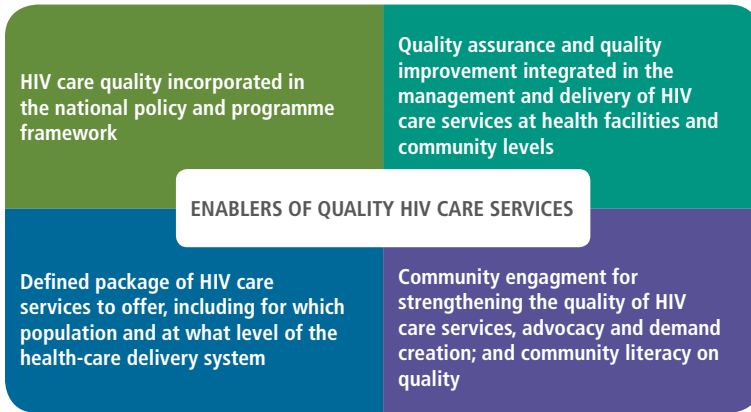 HIV care quality incorporated in
the national policy and programme
framework
Quality assurance and quality
improvement integrated in the
management and delivery of HIV
care services at health facilities and
community levels
ENABLERS OF QUALITY HIV CARE SERVICES
Defined package of HIV care
services to offer, including for which
population and at what level of the
health-care delivery system
Community engagment for
strengthening the quality of HIV
care services, advocacy and demand
creation; and community literacy on
quality